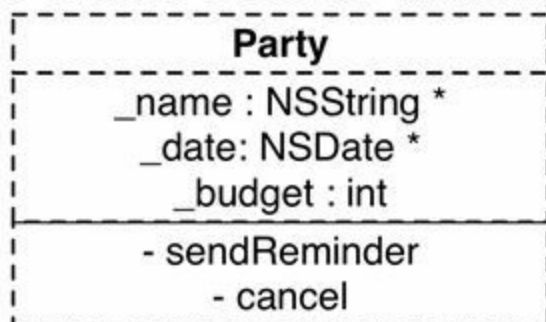 Party
_name : NSString *
_date: NSDate *
_budget : int
- sendReminder
- cancel